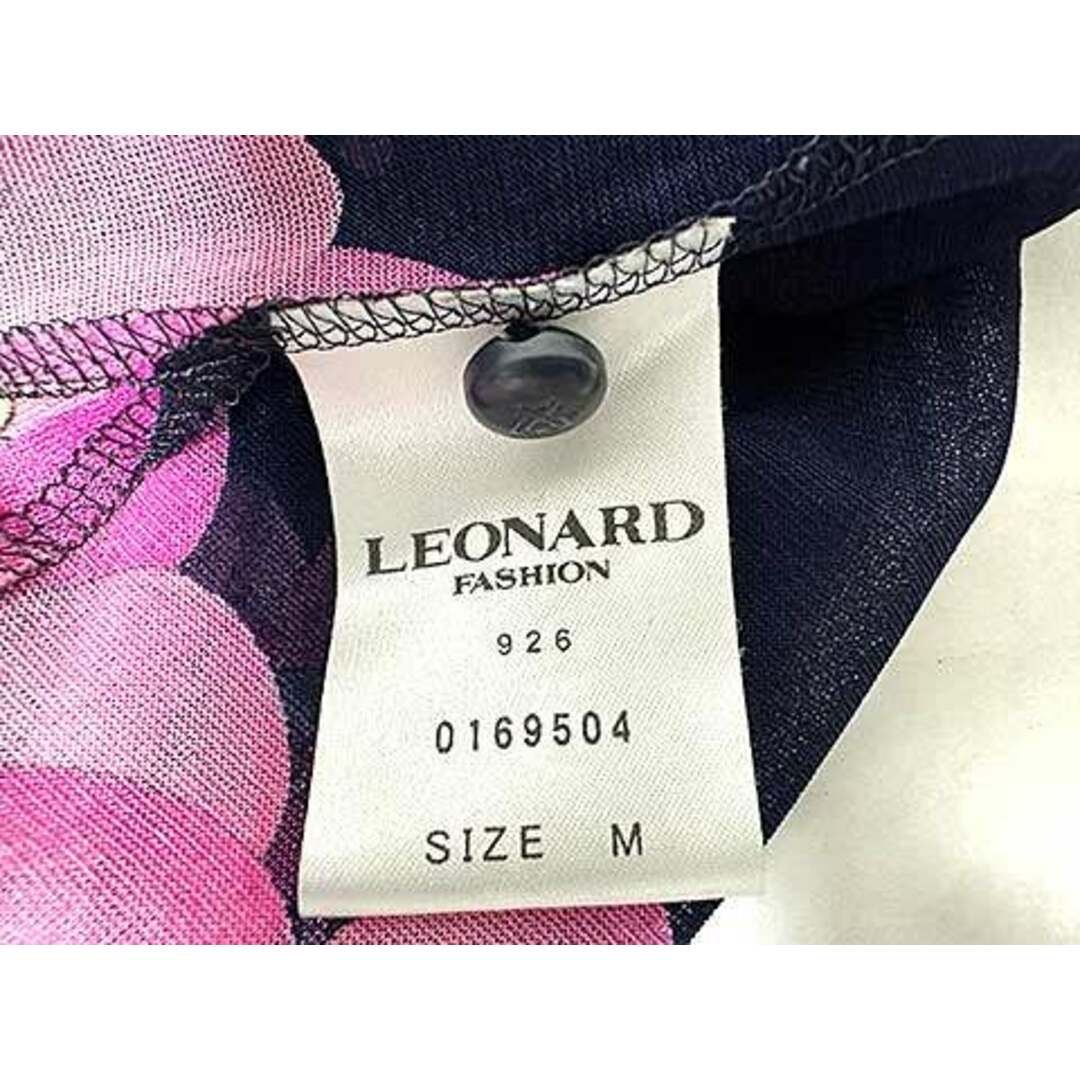 LEONARD
FASHION
926
0169504
SIZE M